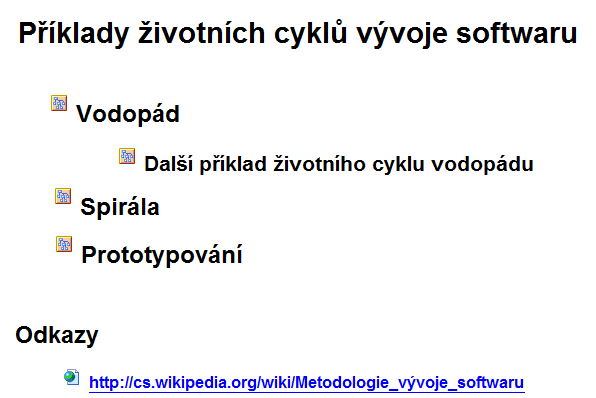 Příklady životních cyklů vývoje softwaru
Vodopád
Další příklad životního cyklu vodopádu
Spirála
Prototypování
Odkazy
http://cs.wikipedia.org/wiki/Metodologie_vývoje_softwaru